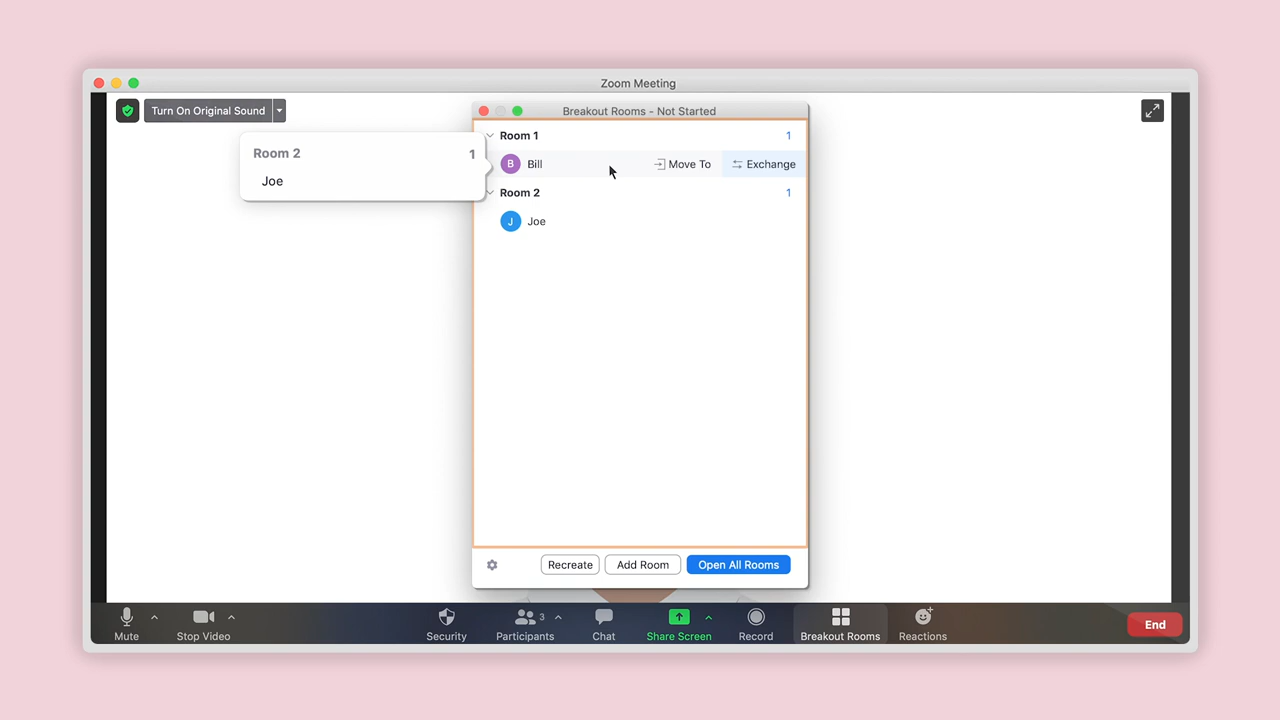 Zoom Meeting
Turn On Original Sound
Breakout Rooms - Not Started
Room 1 1
B Bill Move To Exchange
Room 2 1
J Joe
Room 2 1
Joe
Recreate Add Room Open All Rooms
Mute Stop Video Security Participants 3 Chat Share Screen Record Breakout Rooms Reactions End